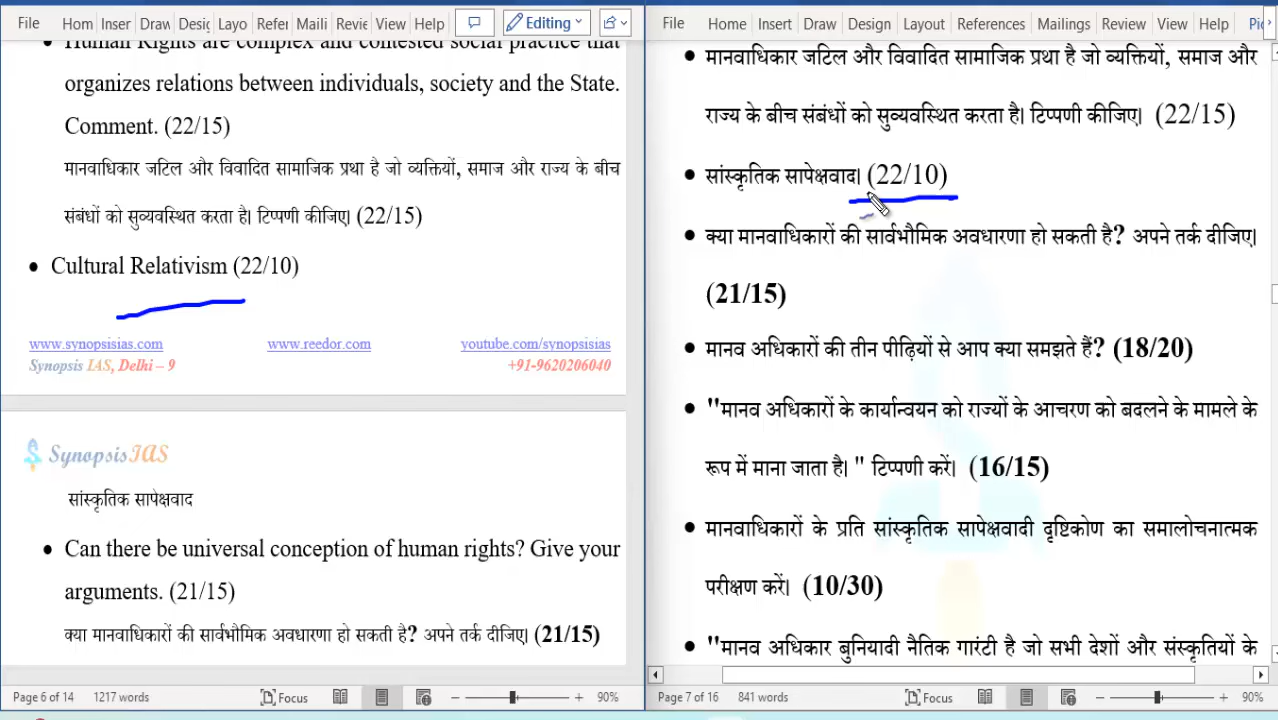 File Hom Inser Draw Desig Layo Refer Maili Revie View Help Editing
Human Rights are complex and contested social practice that
organizes relations between individuals, society and the State.
Comment. (22/15)
मानवाधिकार जटिल और विवादित सामाजिक प्रथा है जो व्यक्तियों, समाज और राज्य के बीच
संबंधों को सुव्यवस्थित करता है। टिप्पणी कीजिए। (22/15)
• Cultural Relativism (22/10)
www.synopsisias.com www.reedor.com youtube.com/synopsisias
Synopsis IAS, Delhi – 9 +91-9620206040
SynopsisIAS
सांस्कृतिक सापेक्षवाद
• Can there be universal conception of human rights? Give your
arguments. (21/15)
क्या मानवाधिकारों की सार्वभौमिक अवधारणा हो सकती है? अपने तर्क दीजिए। (21/15)
Page 6 of 14 1217 words Focus 90%
File Home Insert Draw Design Layout References Mailings Review View Help Pic
• मानवाधिकार जटिल और विवादित सामाजिक प्रथा है जो व्यक्तियों, समाज और
राज्य के बीच संबंधों को सुव्यवस्थित करता है। टिप्पणी कीजिए। (22/15)
• सांस्कृतिक सापेक्षवाद। (22/10)
• क्या मानवाधिकारों की सार्वभौमिक अवधारणा हो सकती है? अपने तर्क दीजिए।
(21/15)
• मानव अधिकारों की तीन पीढ़ियों से आप क्या समझते हैं? (18/20)
• "मानव अधिकारों के कार्यान्वयन को राज्यों के आचरण को बदलने के मामले के
रूप में माना जाता है। " टिप्पणी करें। (16/15)
• मानवाधिकारों के प्रति सांस्कृतिक सापेक्षवादी दृष्टिकोण का समालोचनात्मक
परीक्षण करें। (10/30)
• "मानव अधिकार बुनियादी नैतिक गारंटी है जो सभी देशों और संस्कृतियों के
Page 7 of 16 841 words Focus 90%